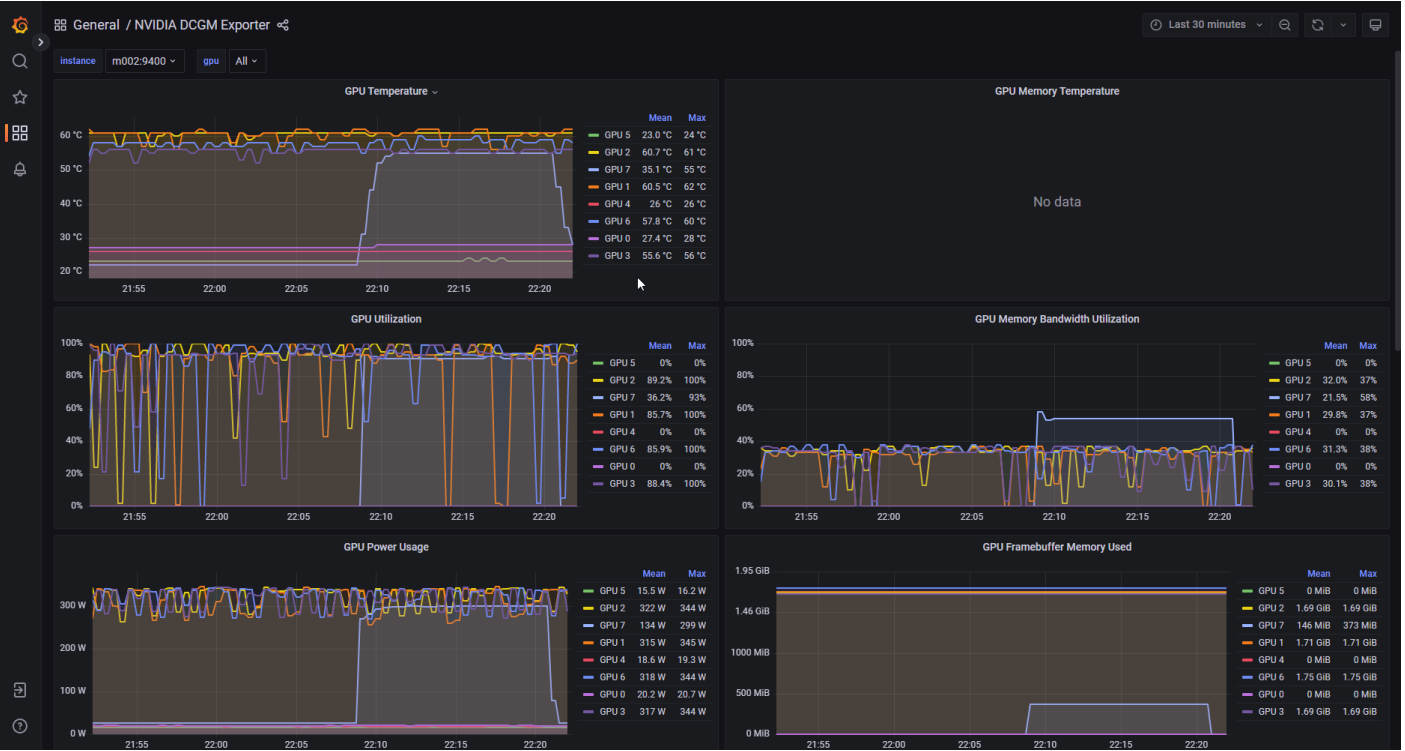 General / NVIDIA DCGM Exporter
Last 30 minutes
instance m002:9400 gpu All
GPU Temperature
Mean Max
60 °C
50 °C
40 °C
30 °C
20 °C
21:55 22:00 22:05 22:10 22:15 22:20
GPU 5 23.0 °C 24 °C
GPU 2 60.7 °C 61 °C
GPU 7 35.1 °C 55 °C
GPU 1 60.5 °C 62 °C
GPU 4 26 °C 26 °C
GPU 6 57.8 °C 60 °C
GPU 0 27.4 °C 28 °C
GPU 3 55.6 °C 56 °C
GPU Memory Temperature
No data
GPU Utilization
100%
80%
60%
40%
20%
0%
21:55 22:00 22:05 22:10 22:15 22:20
Mean Max
GPU 5 0% 0%
GPU 2 89.2% 100%
GPU 7 36.2% 93%
GPU 1 85.7% 100%
GPU 4 0% 0%
GPU 6 85.9% 100%
GPU 0 0% 0%
GPU 3 88.4% 100%
GPU Memory Bandwidth Utilization
100%
80%
60%
40%
20%
0%
21:55 22:00 22:05 22:10 22:15 22:20
Mean Max
GPU 5 0% 0%
GPU 2 32.0% 37%
GPU 7 21.5% 58%
GPU 1 29.8% 37%
GPU 4 0% 0%
GPU 6 31.3% 38%
GPU 0 0% 0%
GPU 3 30.1% 38%
GPU Power Usage
300 W
200 W
100 W
0 W
21:55 22:00 22:05 22:10 22:15 22:20
Mean Max
GPU 5 15.5 W 16.2 W
GPU 2 322 W 344 W
GPU 7 134 W 299 W
GPU 1 315 W 345 W
GPU 4 18.6 W 19.3 W
GPU 6 318 W 344 W
GPU 0 20.2 W 20.7 W
GPU 3 317 W 344 W
GPU Framebuffer Memory Used
1.95 GiB
1.46 GiB
1000 MiB
500 MiB
0 MiB
21:55 22:00 22:05 22:10 22:15 22:20
Mean Max
GPU 5 0 MiB 0 MiB
GPU 2 1.69 GiB 1.69 GiB
GPU 7 146 MiB 373 MiB
GPU 1 1.71 GiB 1.71 GiB
GPU 4 0 MiB 0 MiB
GPU 6 1.75 GiB 1.75 GiB
GPU 0 0 MiB 0 MiB
GPU 3 1.69 GiB 1.69 GiB